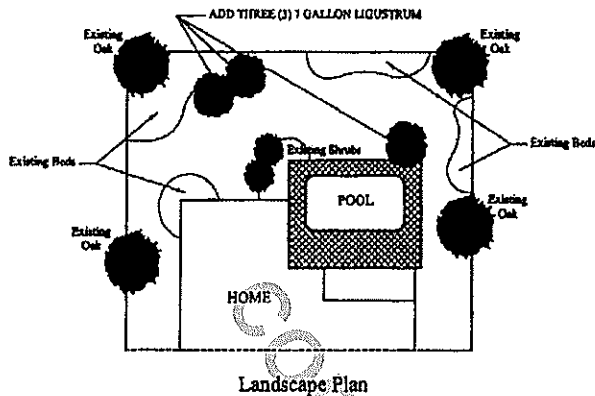 ADD THREE (3) 7 GALLON LIGUSTRUM
Existing
Oak
Existing
Oak
Existing Shrubs
Existing Beds
Existing Beds
POOL
Existing
Oak
Existing
Oak
HOME
Landscape Plan